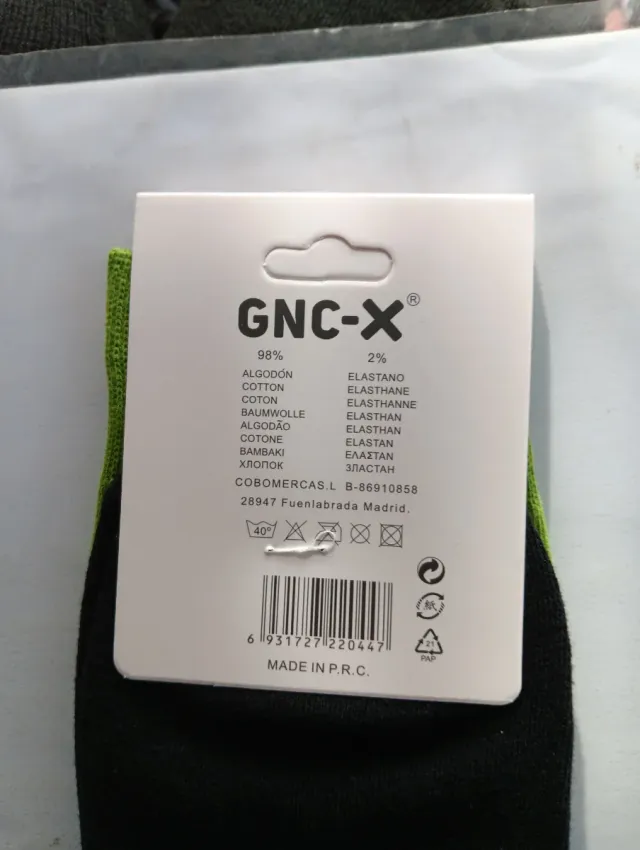 GNC-X®
98% 2%
ALGODÓN ELASTANO
COTTON ELASTHANE
COTON ELASTHANNE
BAUMWOLLE ELASTHAN
ALGODÃO ELASTHAN
COTONE ELASTAN
BAMBAKI ΕΛΑΣΤΑΝ
ХЛОПОК ЗЛАСТАН
COBOMERCAS.L B-86910858
28947 Fuenlabrada Madrid.
40°
紙
21
PAP
6 931727 220447
MADE IN P.R.C.